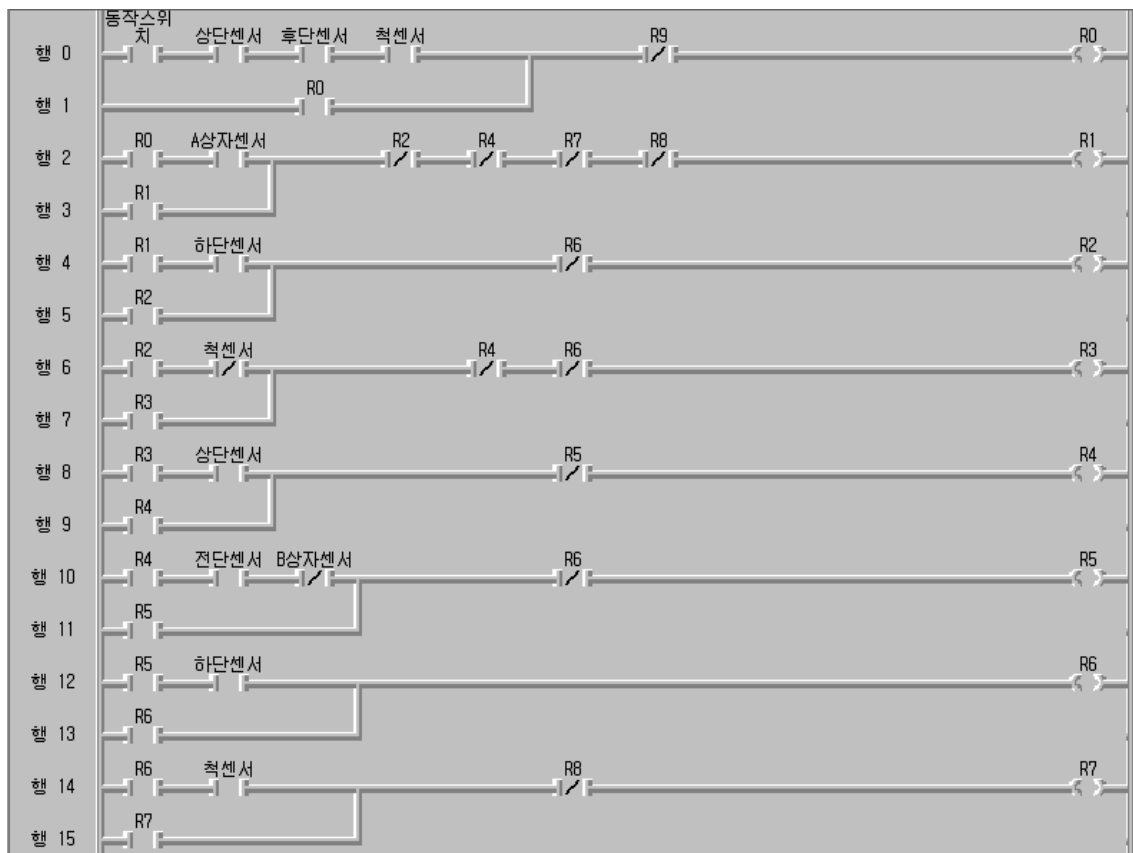 동작스위
치 상단센서 후단센서 척센서 R9 R0
행 0
R0
행 1
R0 A상자센서 R2 R4 R7 R8 R1
행 2
R1
행 3
R1 하단센서 R6 R2
행 4
R2
행 5
R2 척센서 R4 R6 R3
행 6
R3
행 7
R3 상단센서 R5 R4
행 8
R4
행 9
R4 전단센서 B상자센서 R6 R5
행 10
R5
행 11
R5 하단센서 R6
행 12
R6
행 13
R6 척센서 R8 R7
행 14
R7
행 15